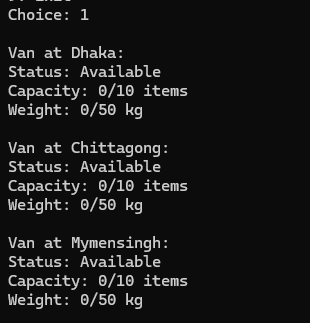 Choice: 1
Van at Dhaka:
Status: Available
Capacity: 0/10 items
Weight: 0/50 kg
Van at Chittagong:
Status: Available
Capacity: 0/10 items
Weight: 0/50 kg
Van at Mymensingh:
Status: Available
Capacity: 0/10 items
Weight: 0/50 kg